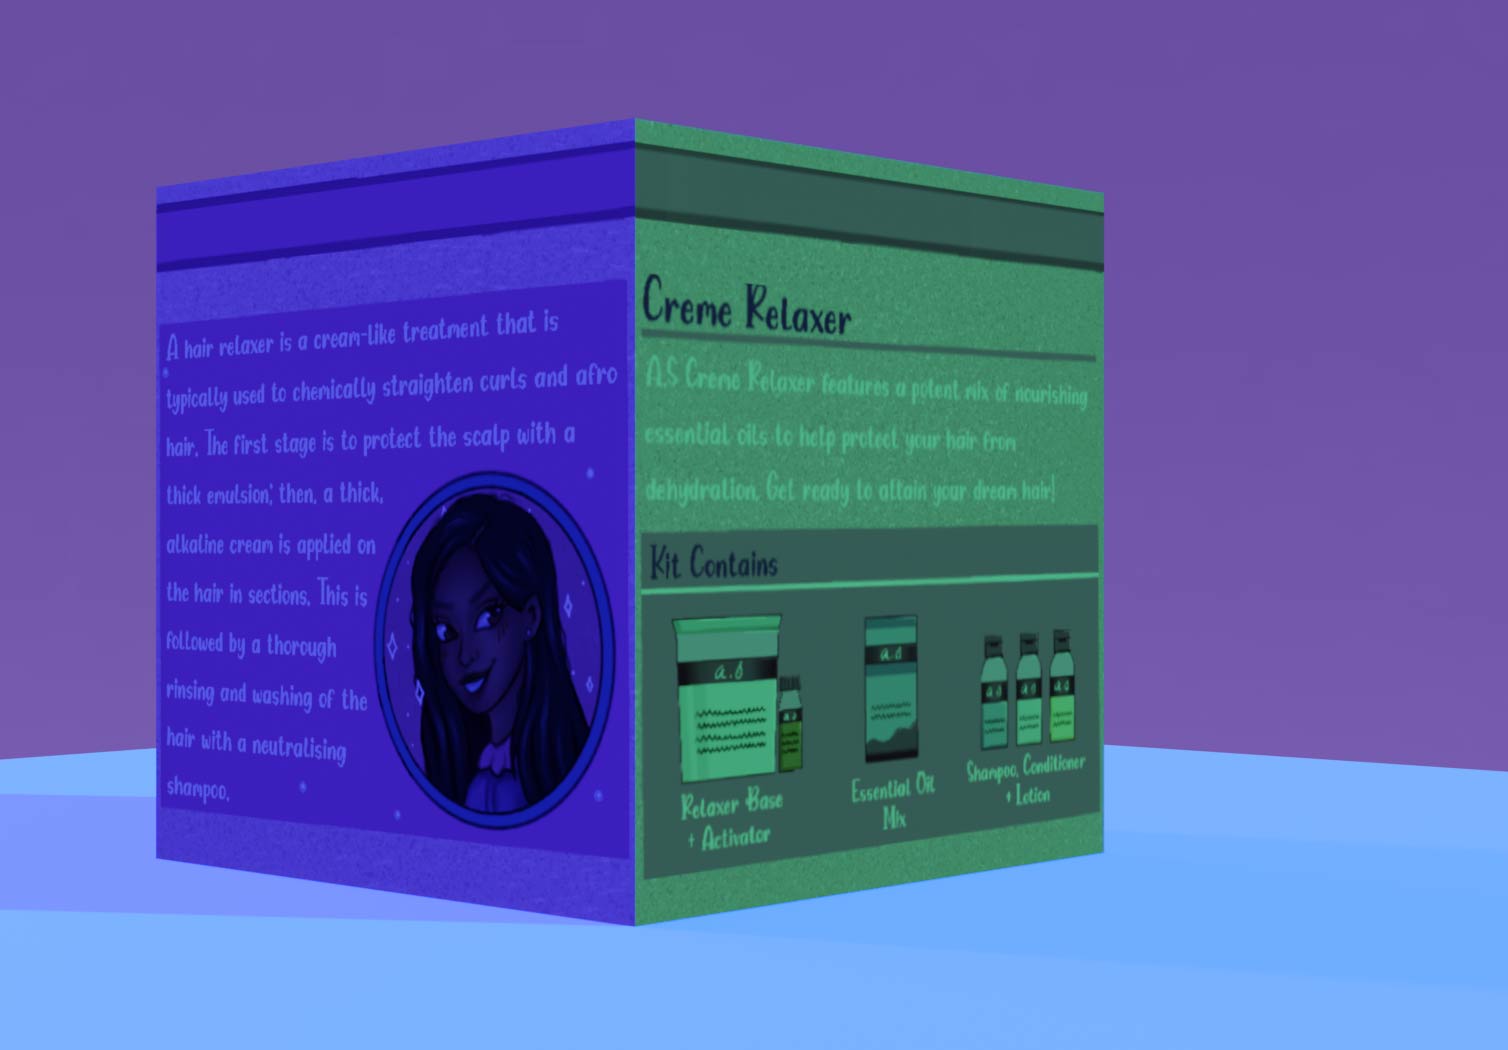 A hair relaxer is a cream-like treatment that is
typically used to chemically straighten curls and afro
hair. The first stage is to protect the scalp with a
thick emulsion; then, a thick,
alkaline cream is applied on
the hair in sections. This is
followed by a thorough
rinsing and washing of the
hair with a neutralising
shampoo.
Creme Relaxer
A.S Creme Relaxer features a potent mix of nourishing
essential oils to help protect your hair from
dehydration. Get ready to attain your dream hair!
Kit Contains
a.s
a.s
a.s
a.s
a.s
a.s
Relaxer Base
+ Activator
Essential Oil
Mix
Shampoo, Conditioner
+ Lotion